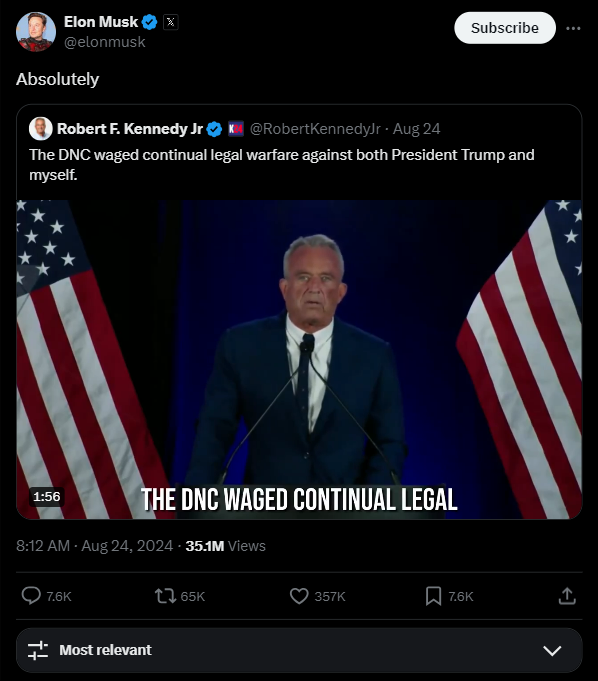 Elon Musk
@elonmusk
Subscribe
Absolutely
Robert F. Kennedy Jr K24 @RobertKennedyJr · Aug 24
The DNC waged continual legal warfare against both President Trump and
myself.
1:56
THE DNC WAGED CONTINUAL LEGAL
8:12 AM · Aug 24, 2024 · 35.1M Views
7.6K 65K 357K 7.6K
Most relevant